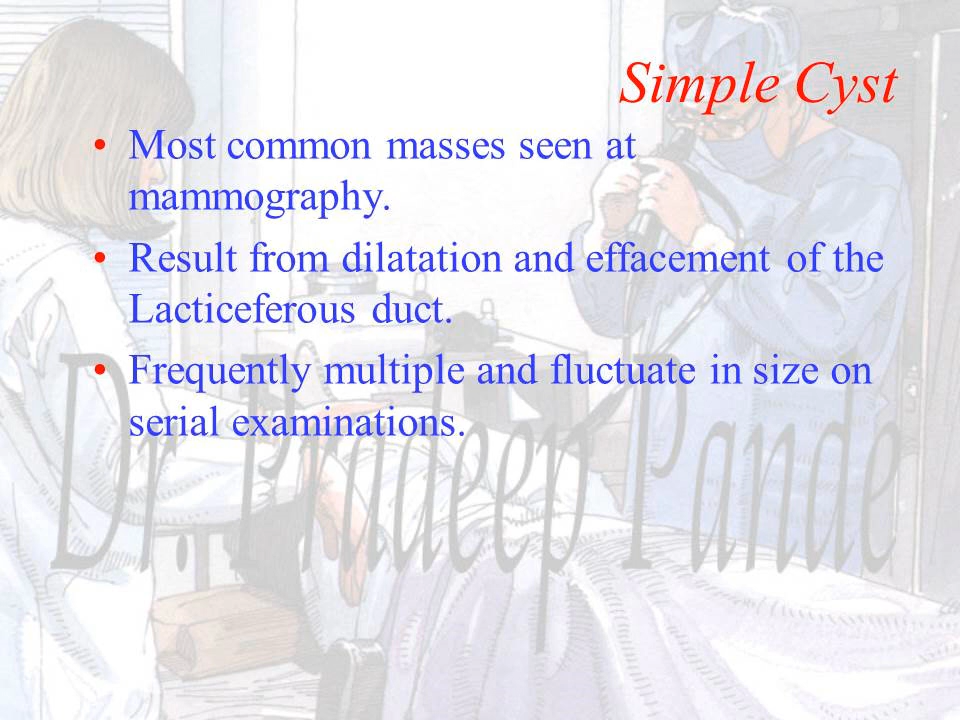 Simple Cyst
• Most common masses seen at
mammography.
• Result from dilatation and effacement of the
Lacticeferous duct.
• Frequently multiple and fluctuate in size on
serial examinations.
Dr. Pradeep Pande